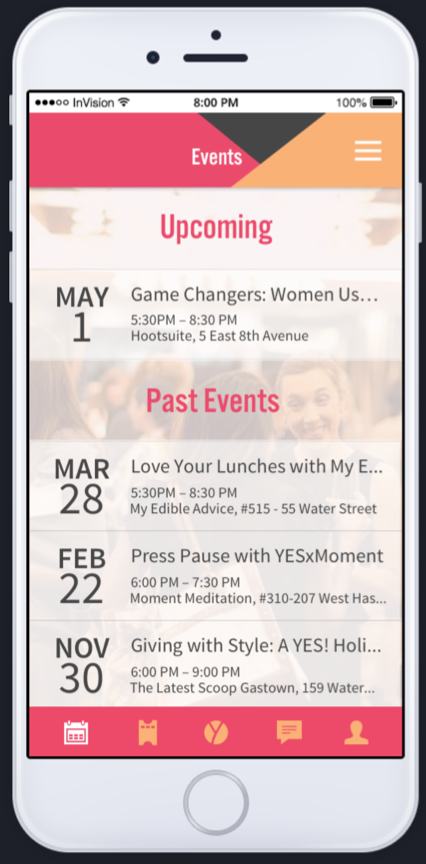 InVision 8:00 PM 100%
Events
Upcoming
MAY
1
Game Changers: Women Us…
5:30PM – 8:30 PM
Hootsuite, 5 East 8th Avenue
Past Events
MAR
28
Love Your Lunches with My E...
5:30PM – 8:30 PM
My Edible Advice, #515 - 55 Water Street
FEB
22
Press Pause with YESxMoment
6:00 PM – 7:30 PM
Moment Meditation, #310-207 West Has...
NOV
30
Giving with Style: A YES! Holi...
6:00 PM – 9:00 PM
The Latest Scoop Gastown, 159 Water...